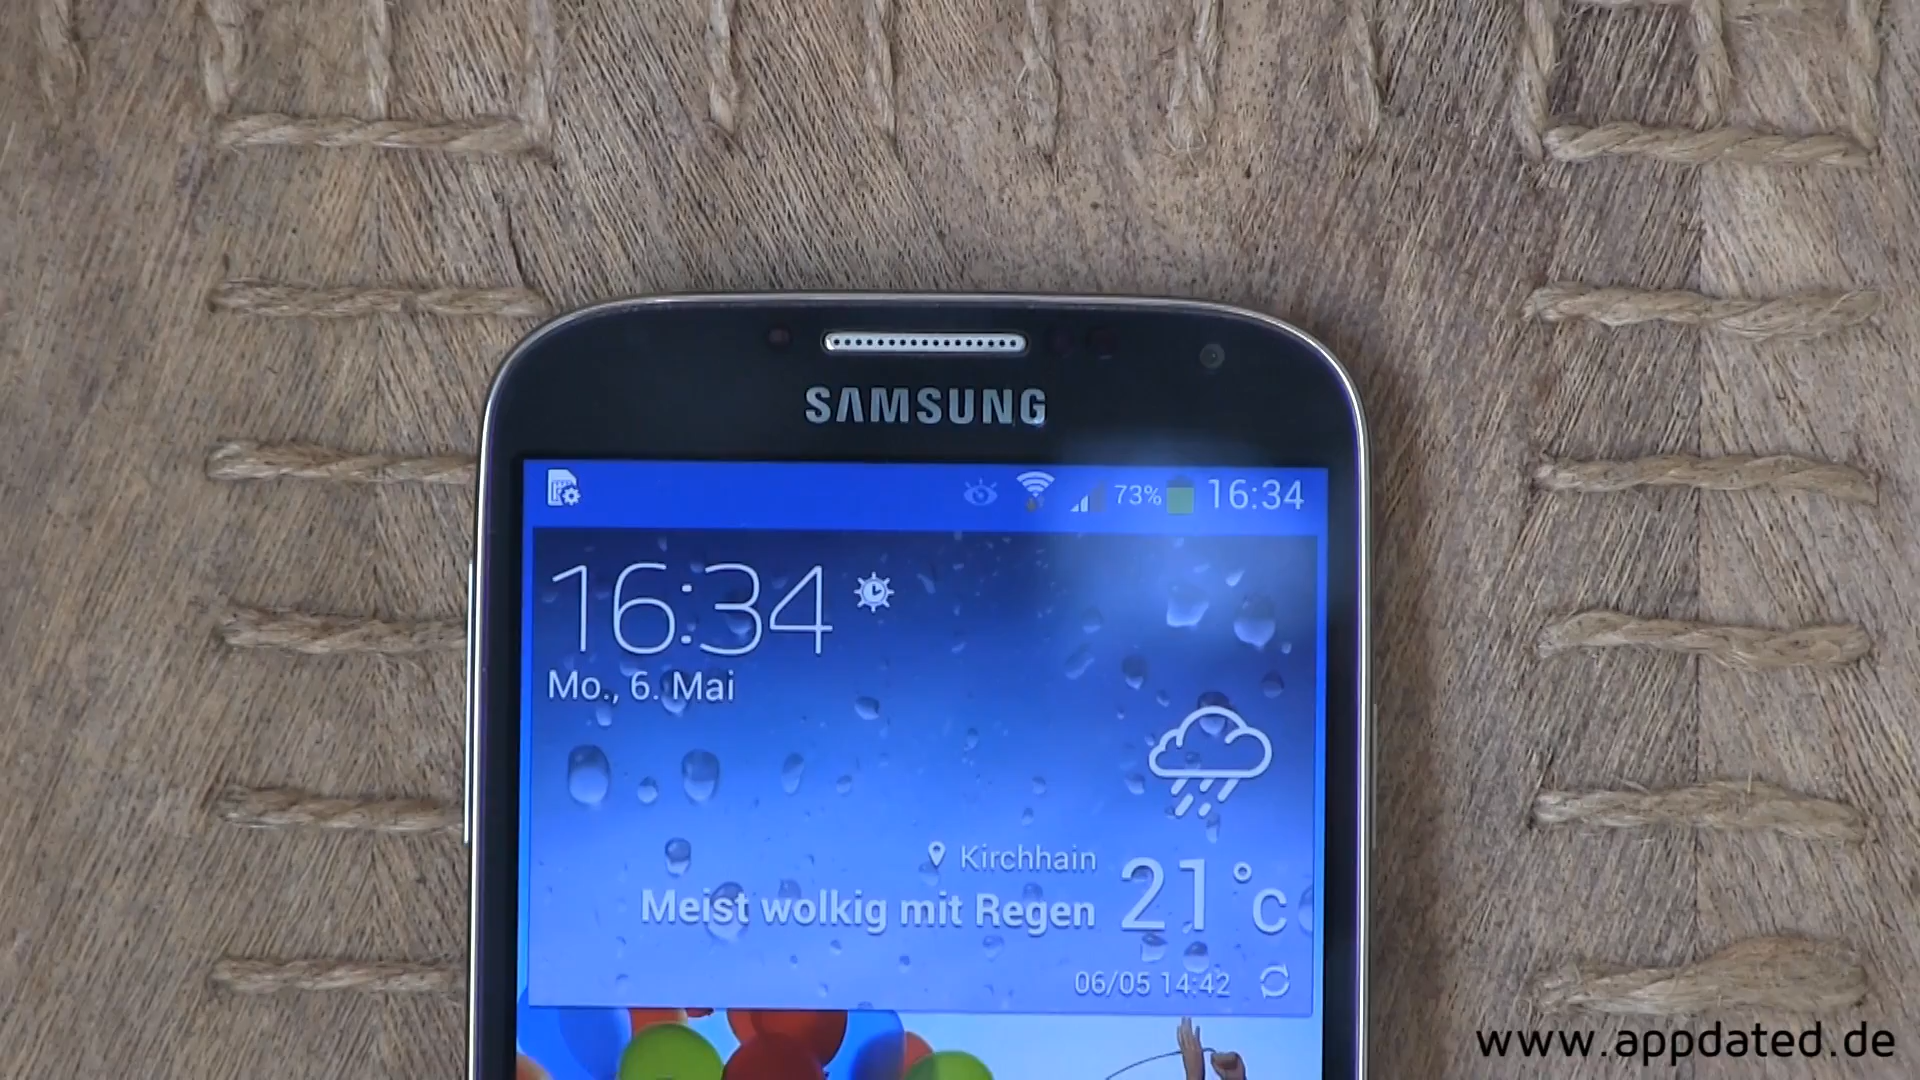 SAMSUNG
73% 16:34
16:34
Mo., 6. Mai
Kirchhain
Meist wolkig mit Regen
21°C
06/05 14:42
www.appdated.de